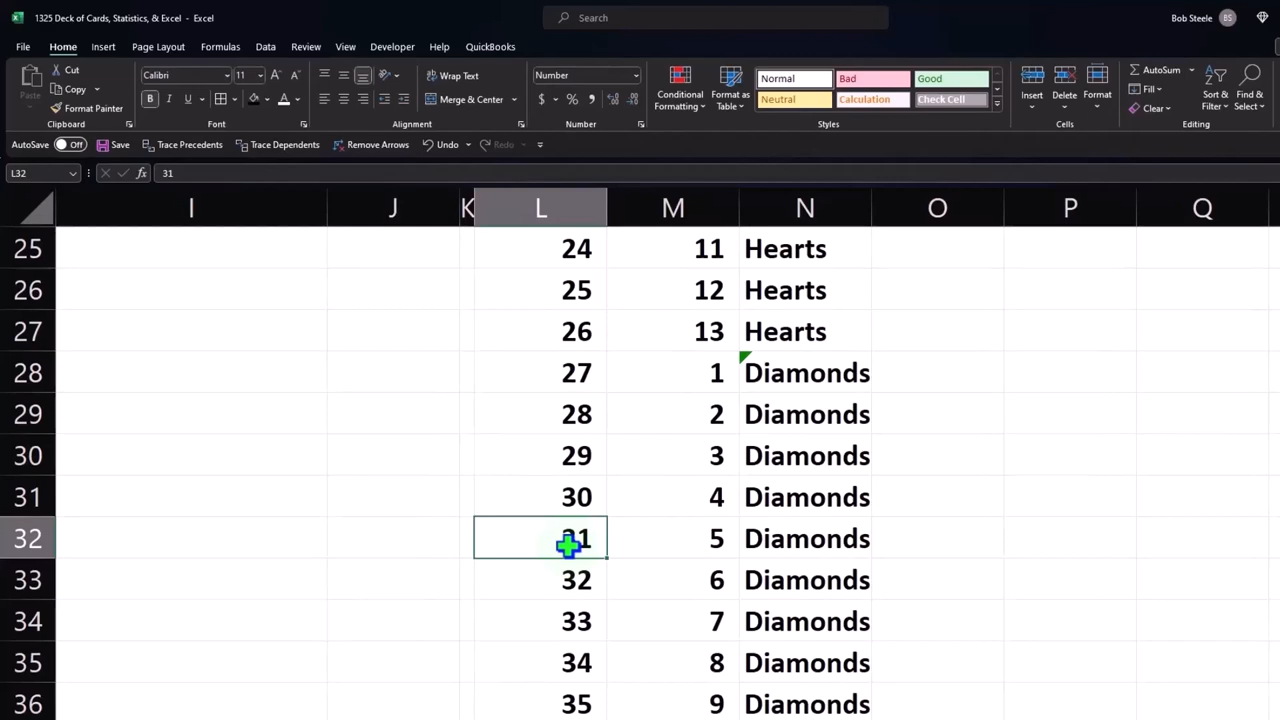 1325 Deck of Cards, Statistics, & Excel - Excel
Search
Bob Steele
BS
File Home Insert Page Layout Formulas Data Review View Developer Help QuickBooks
Paste
Cut
Copy
Format Painter
Clipboard
Calibri 11
B I U
Font
Wrap Text
Merge & Center
Alignment
Number
$ % ,
Number
Conditional Formatting
Format as Table
Normal Bad Good
Neutral Calculation Check Cell
Styles
Insert Delete Format
Cells
AutoSum
Fill
Clear
Sort & Filter
Find & Select
Editing
AutoSave Off Save Trace Precedents Trace Dependents Remove Arrows Undo Redo
L32 fx 31
I J K L M N O P Q
25 24 11 Hearts
26 25 12 Hearts
27 26 13 Hearts
28 27 1 Diamonds
29 28 2 Diamonds
30 29 3 Diamonds
31 30 4 Diamonds
32 31 5 Diamonds
33 32 6 Diamonds
34 33 7 Diamonds
35 34 8 Diamonds
36 35 9 Diamonds